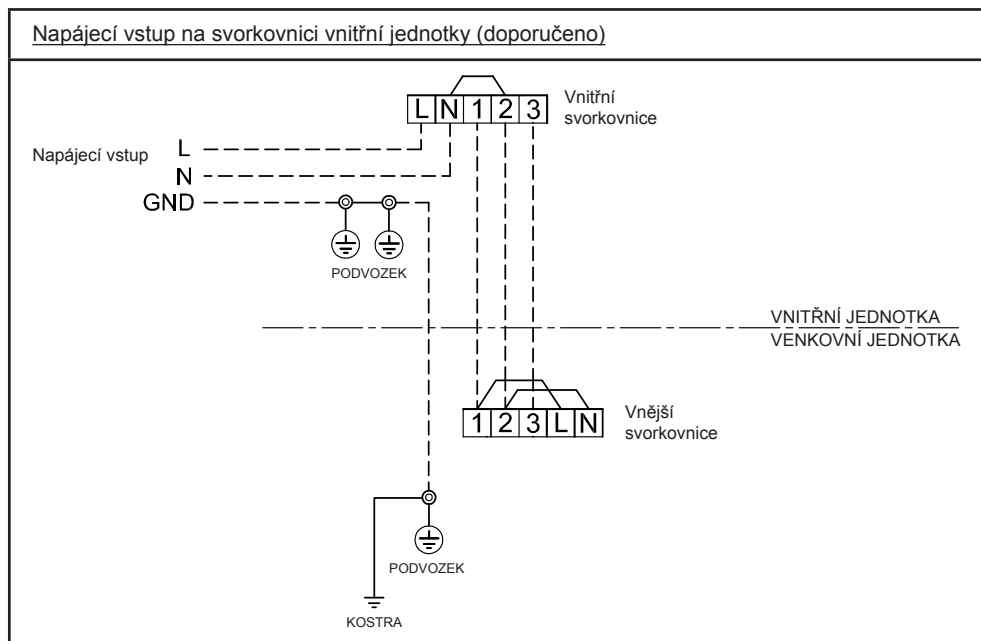 Napájecí vstup na svorkovnici vnitřní jednotky (doporučeno)
L N 1 2 3
Vnitřní
svorkovnice
Napájecí vstup
L
N
GND
PODVOZEK
VNITŘNÍ JEDNOTKA
VENKOVNÍ JEDNOTKA
1 2 3 L N
Vnější
svorkovnice
PODVOZEK
KOSTRA